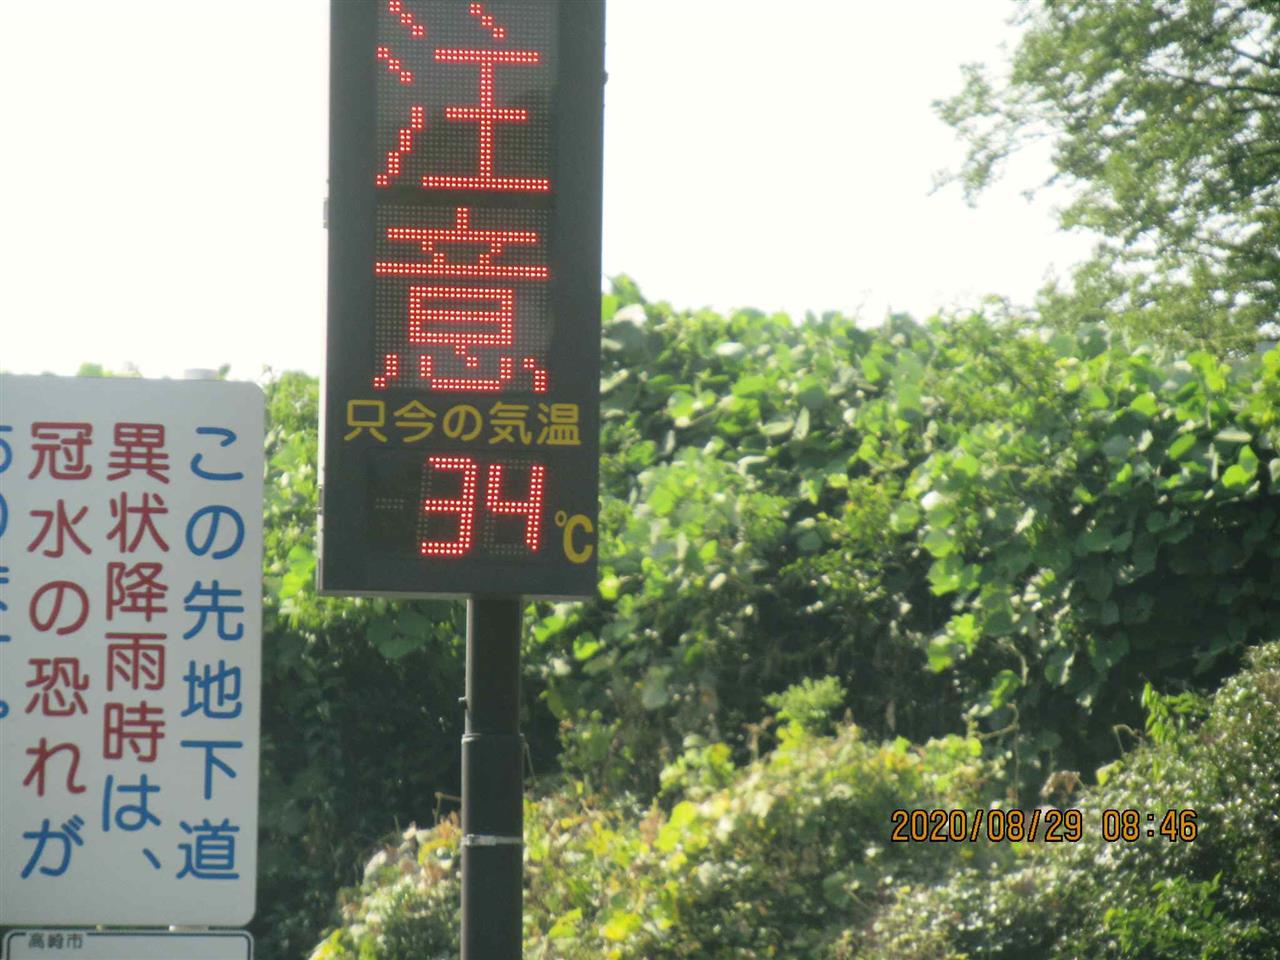 注意
只今の気温
34℃
この先地下道
異状降雨時は、
冠水の恐れが
高崎市
2020/08/29 08:46